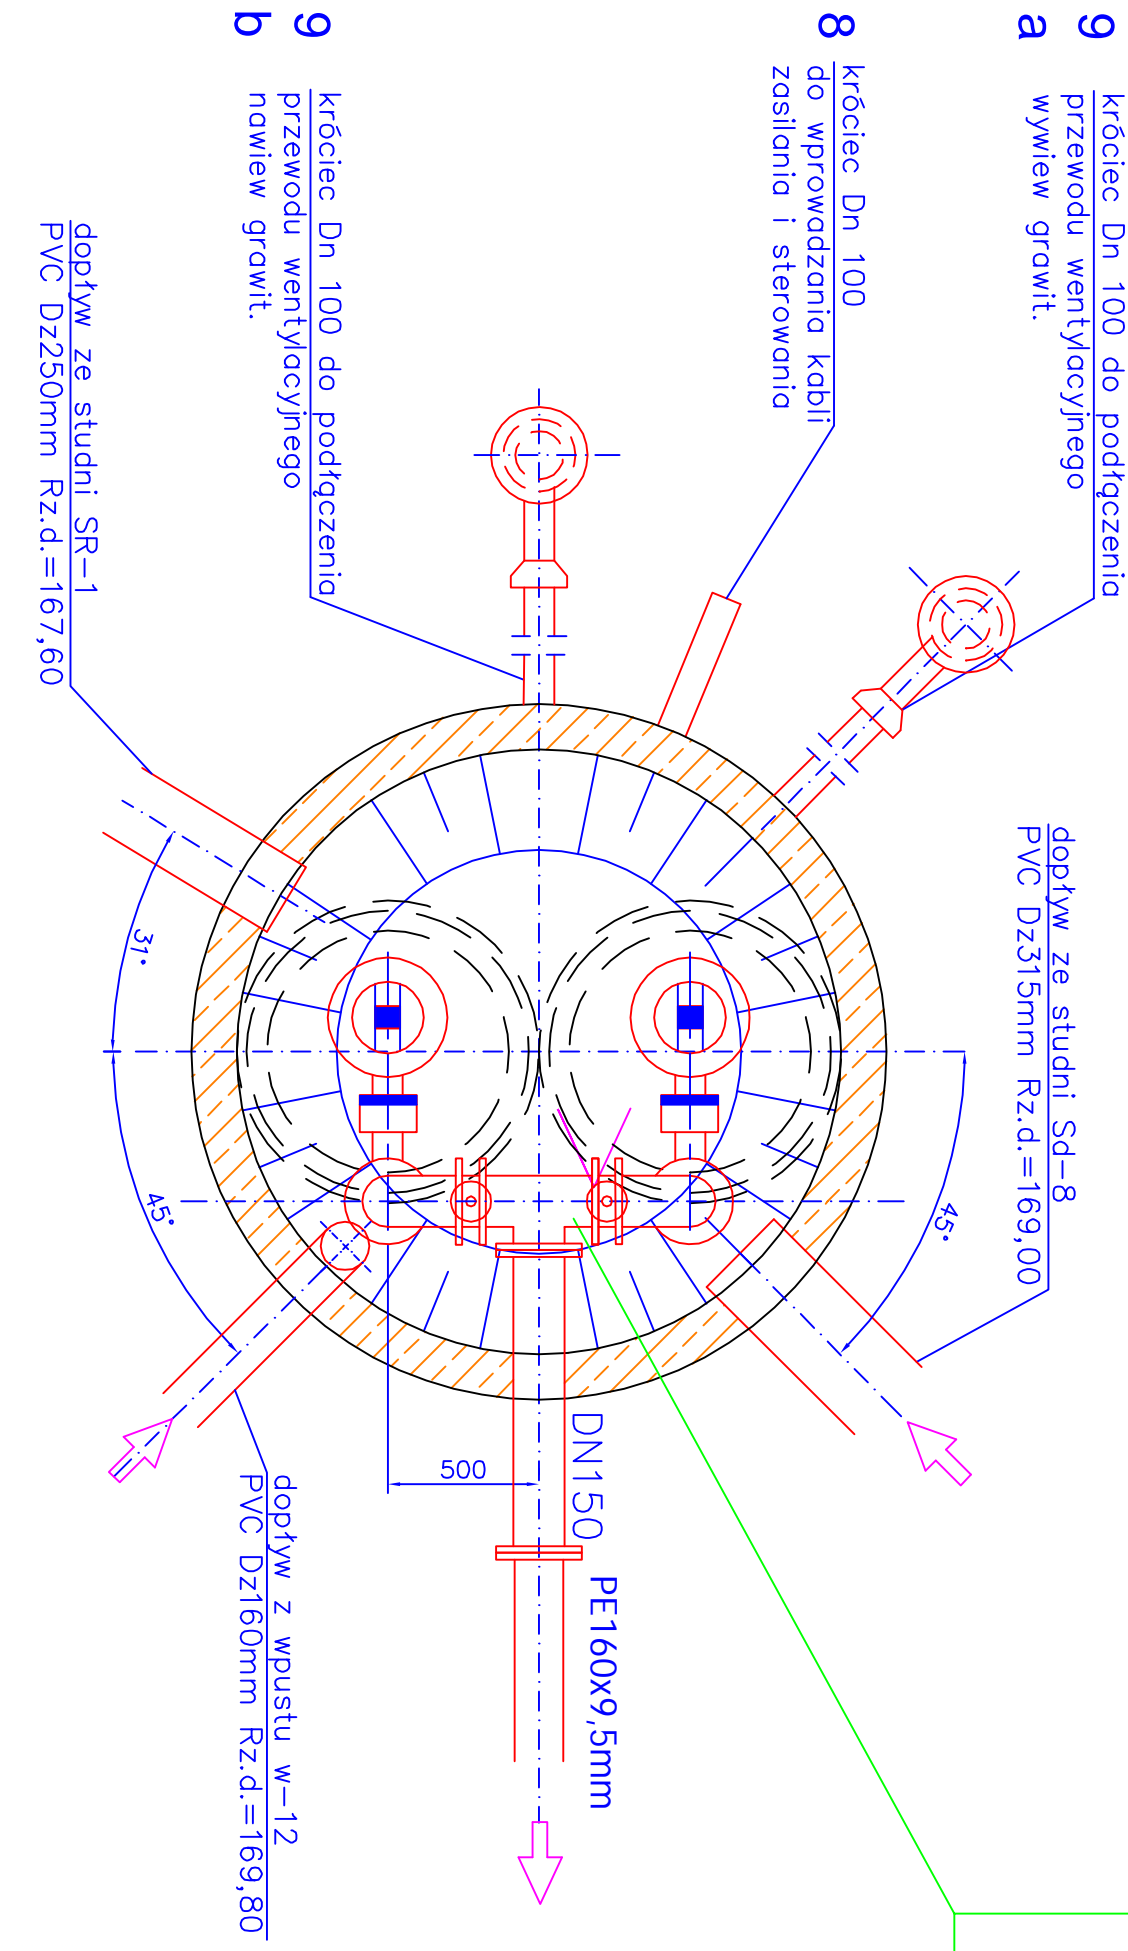 9
a
króciec Dn 100 do podłączenia
przewodu wentylacyjnego
wywiew grawit.
8
króciec Dn 100
do wprowadzania kabli
zasilania i sterowania
9
b
króciec Dn 100 do podłączenia
przewodu wentylacyjnego
nawiew grawit.
dopływ ze studni SR-1
PVC Dz250mm Rz.d.=167,60
dopływ ze studni Sd-8
PVC Dz315mm Rz.d.=169,00
31°
45°
45°
500
DN150
PE160x9,5mm
dopływ z wpustu w-12
PVC Dz160mm Rz.d.=169,80